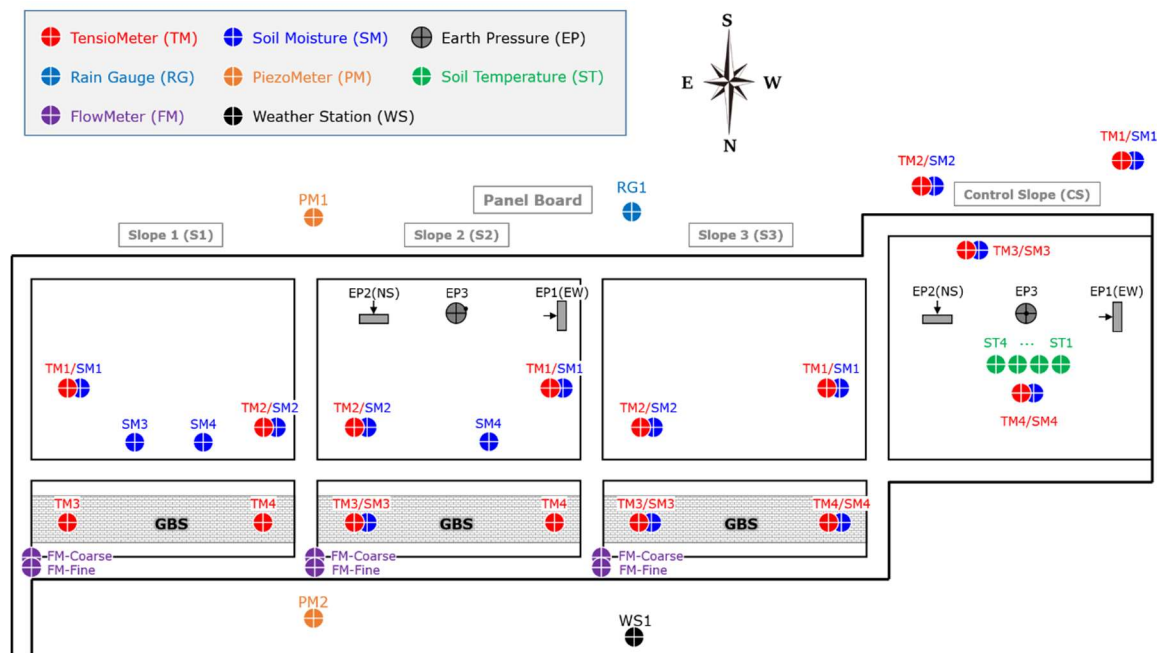 TensioMeter (TM)
Soil Moisture (SM)
Earth Pressure (EP)
Rain Gauge (RG)
PiezoMeter (PM)
Soil Temperature (ST)
FlowMeter (FM)
Weather Station (WS)
S
E
W
N
TM1/SM1
TM2/SM2
PM1
Panel Board
RG1
Control Slope (CS)
Slope 1 (S1)
Slope 2 (S2)
Slope 3 (S3)
TM3/SM3
EP2(NS)
EP3
EP1(EW)
EP2(NS)
EP3
EP1(EW)
ST4 ... ST1
TM1/SM1
TM1/SM1
TM1/SM1
TM2/SM2
TM2/SM2
TM2/SM2
SM3
SM4
SM4
TM4/SM4
TM3
GBS
TM4
TM3/SM3
GBS
TM4
TM3/SM3
GBS
TM4/SM4
FM-Coarse
FM-Fine
FM-Coarse
FM-Fine
FM-Coarse
FM-Fine
PM2
WS1